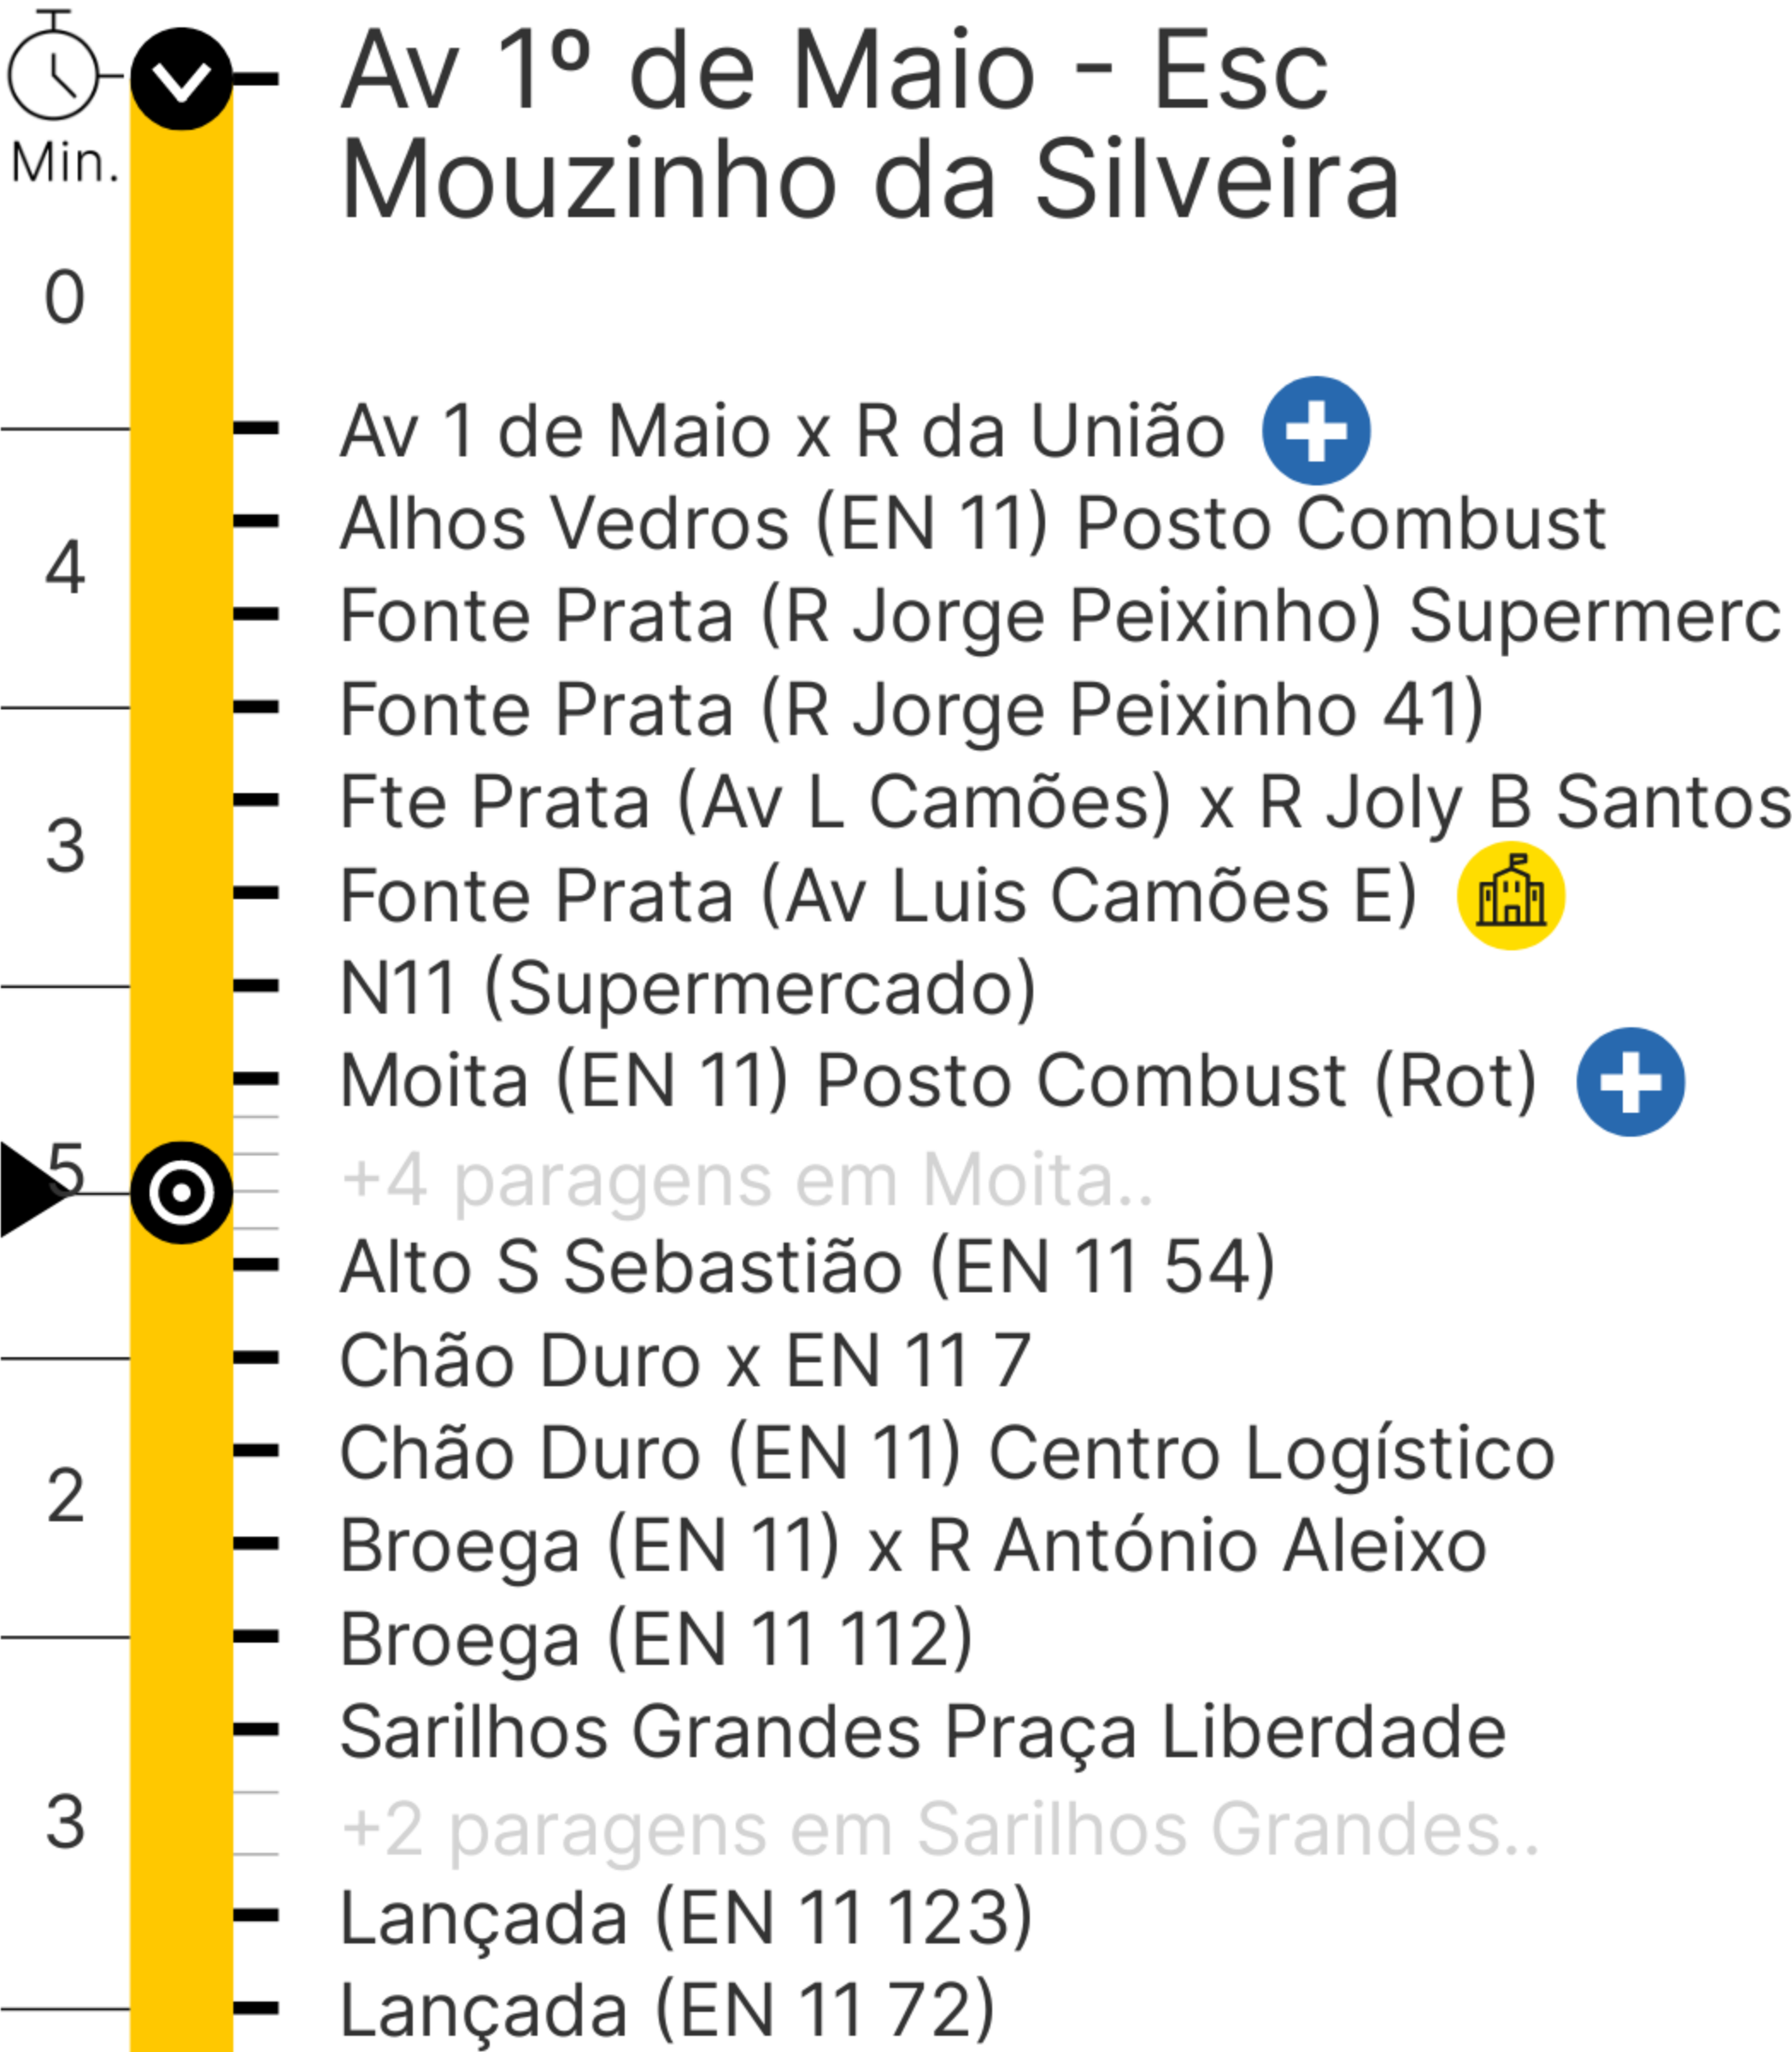 Av 1º de Maio - Esc
Mouzinho da Silveira
Min.
0
Av 1 de Maio x R da União
Alhos Vedros (EN 11) Posto Combust
4
Fonte Prata (R Jorge Peixinho) Supermerc
Fonte Prata (R Jorge Peixinho 41)
Fte Prata (Av L Camões) x R Joly B Santos
3
Fonte Prata (Av Luis Camões E)
N11 (Supermercado)
Moita (EN 11) Posto Combust (Rot)
5
+4 paragens em Moita..
Alto S Sebastião (EN 11 54)
Chão Duro x EN 11 7
Chão Duro (EN 11) Centro Logístico
2
Broega (EN 11) x R António Aleixo
Broega (EN 11 112)
Sarilhos Grandes Praça Liberdade
3
+2 paragens em Sarilhos Grandes..
Lançada (EN 11 123)
Lançada (EN 11 72)